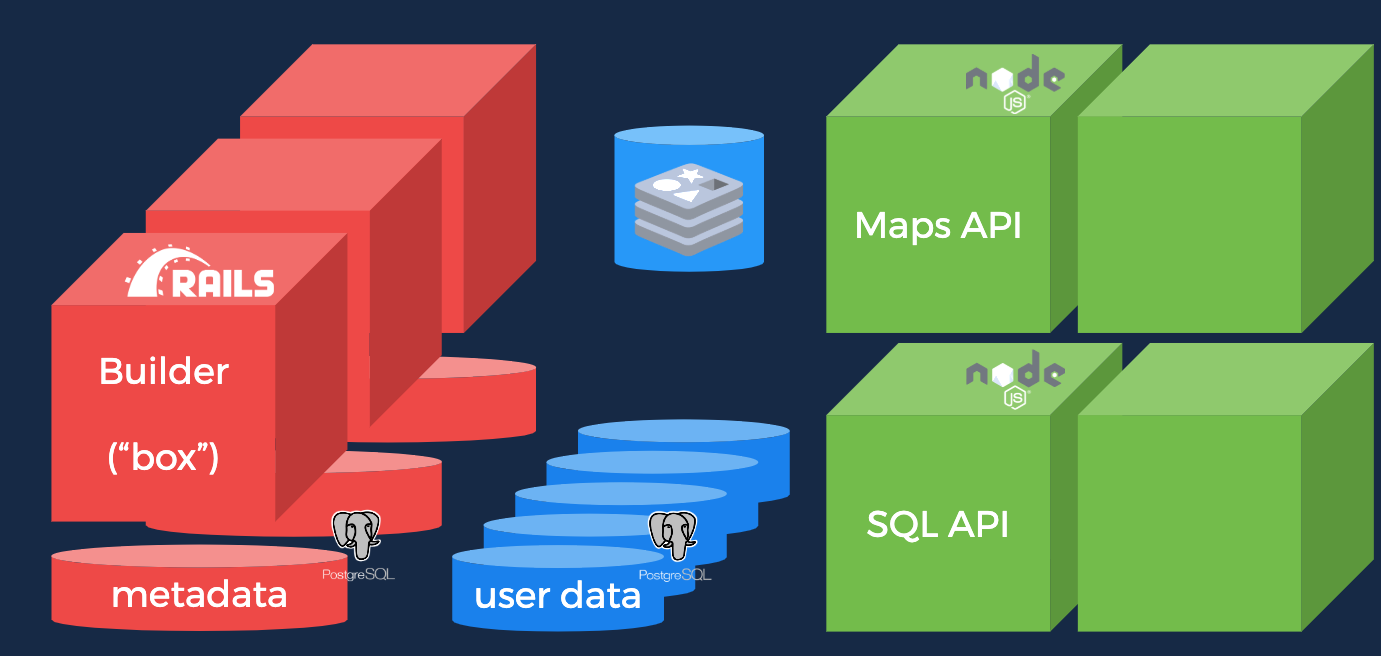 RAILS
Builder
("box")
metadata
PostgreSQL
user data
PostgreSQL
node
JS
Maps API
node
JS
SQL API